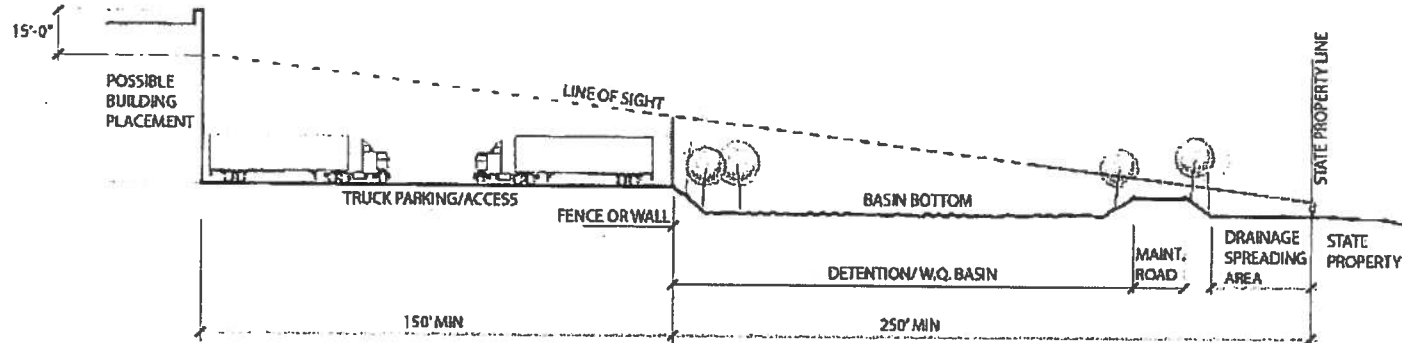 15'-0"
POSSIBLE
BUILDING
PLACEMENT
LINE OF SIGHT
STATE PROPERTY LINE
TRUCK PARKING/ACCESS
FENCE OR WALL
BASIN BOTTOM
DETENTION/W.Q. BASIN
MAINT.
ROAD
DRAINAGE
SPREADING
AREA
STATE
PROPERTY
150' MIN
250' MIN